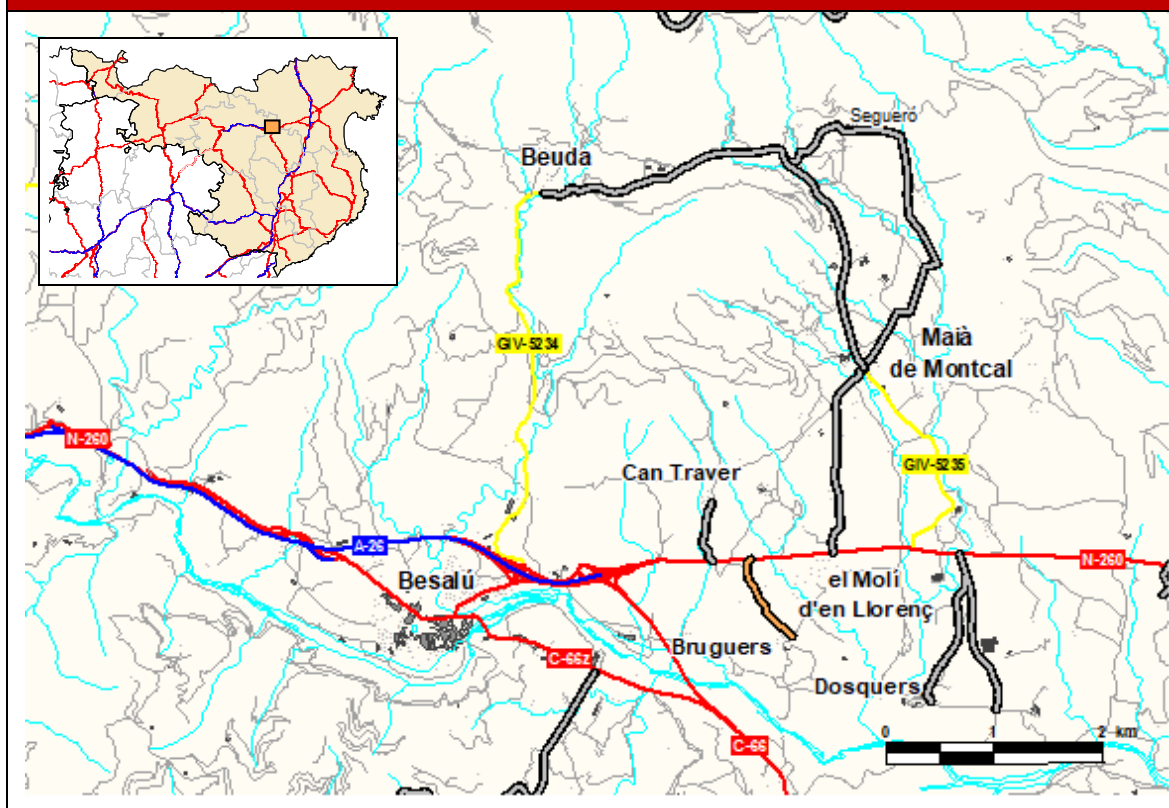 Segueró
Beuda
GIV-5234
Maià
de Montcal
N-260
Can Traver
GIV-5235
A-26
N-260
Besalú
el Molí
d'en Llorenç
Bruguers
C-66Z
Dosquers
0 1 2 km
C-66